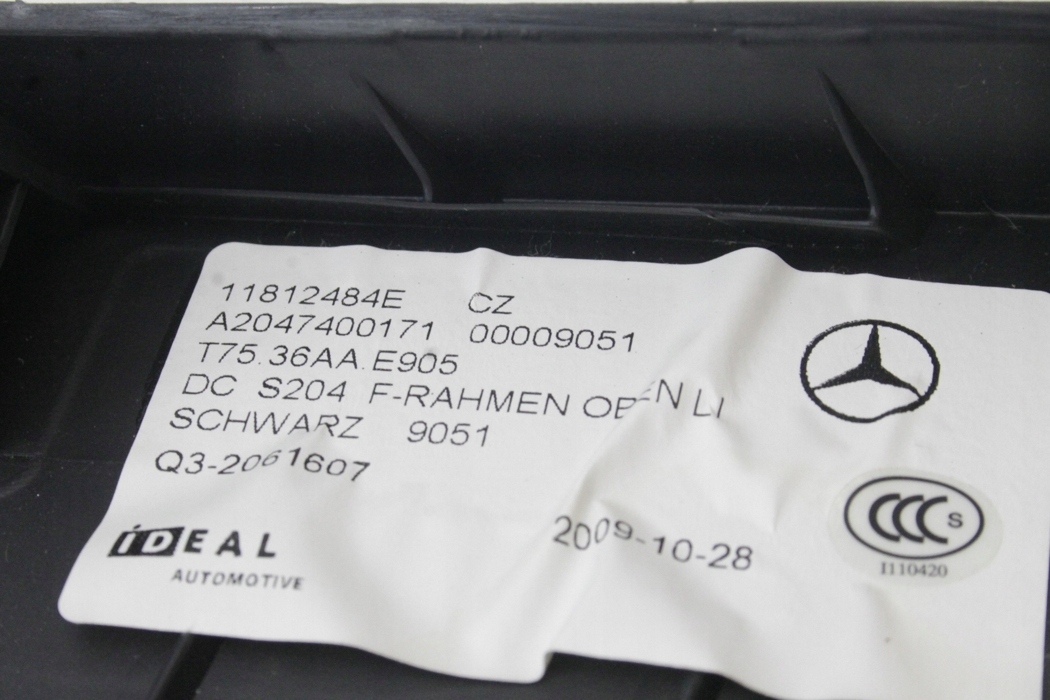 11812484E CZ
A2047400171 00009051
T75.36AA.E905
DC S204 F-RAHMEN OBEN LI
SCHWARZ 9051
Q3-2061607
IDEAL
AUTOMOTIVE
2009-10-28
CCC S
I110420